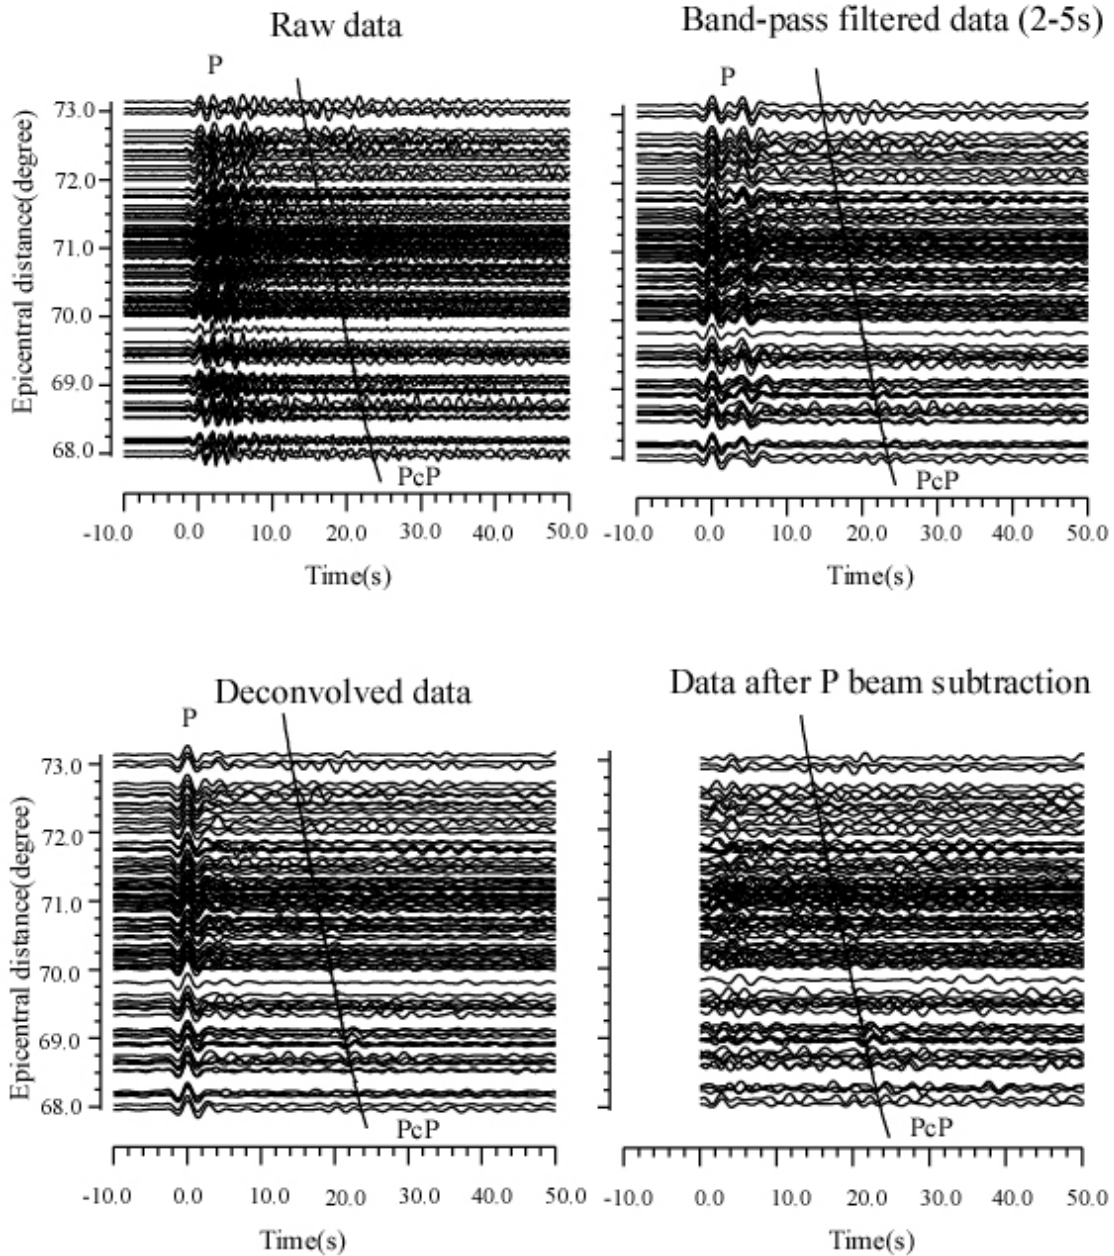 Raw data
P
Epicentral distance(degree)
73.0
72.0
71.0
70.0
69.0
68.0
PcP
-10.0 0.0 10.0 20.0 30.0 40.0 50.0
Time(s)
Band-pass filtered data (2-5s)
P
PcP
-10.0 0.0 10.0 20.0 30.0 40.0 50.0
Time(s)
Deconvolved data
P
Epicentral distance(degree)
73.0
72.0
71.0
70.0
69.0
68.0
PcP
-10.0 0.0 10.0 20.0 30.0 40.0 50.0
Time(s)
Data after P beam subtraction
PcP
-10.0 0.0 10.0 20.0 30.0 40.0 50.0
Time(s)